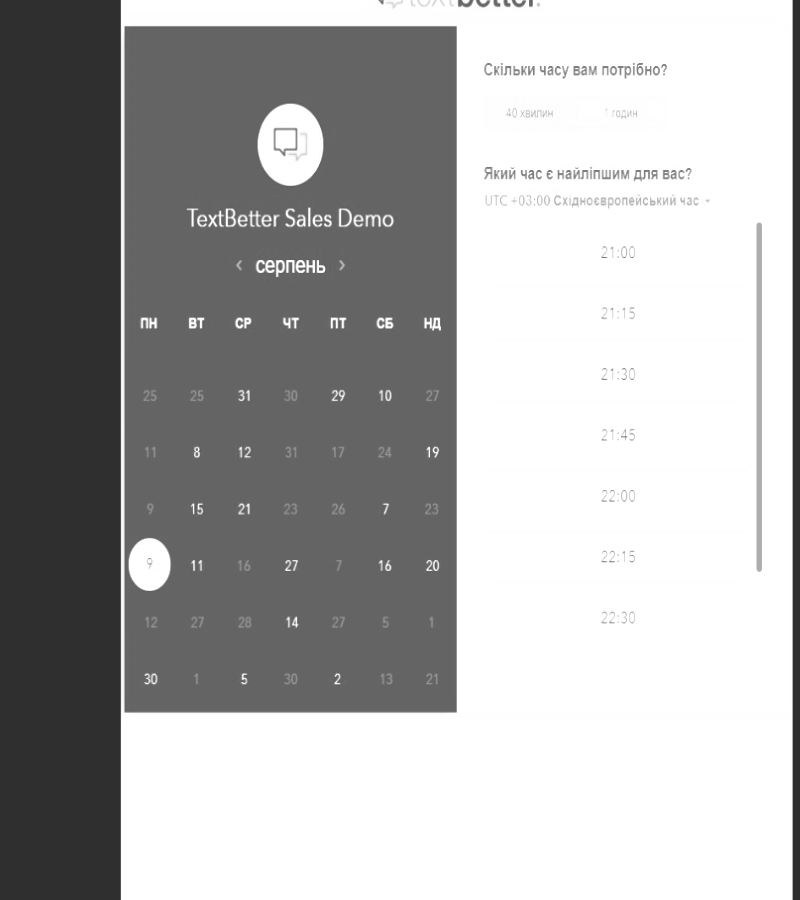 textbetter.
TextBetter Sales Demo
‹ серпень ›
ПН ВТ СР ЧТ ПТ СБ НД
25 25 31 30 29 10 27
11 8 12 31 17 24 19
9 15 21 23 26 7 23
9 11 16 27 7 16 20
12 27 28 14 27 5 1
30 1 5 30 2 13 21
Скільки часу вам потрібно?
40 хвилин 1 годин
Який час є найліпшим для вас?
UTC +03:00 Східноєвропейський час
21:00
21:15
21:30
21:45
22:00
22:15
22:30